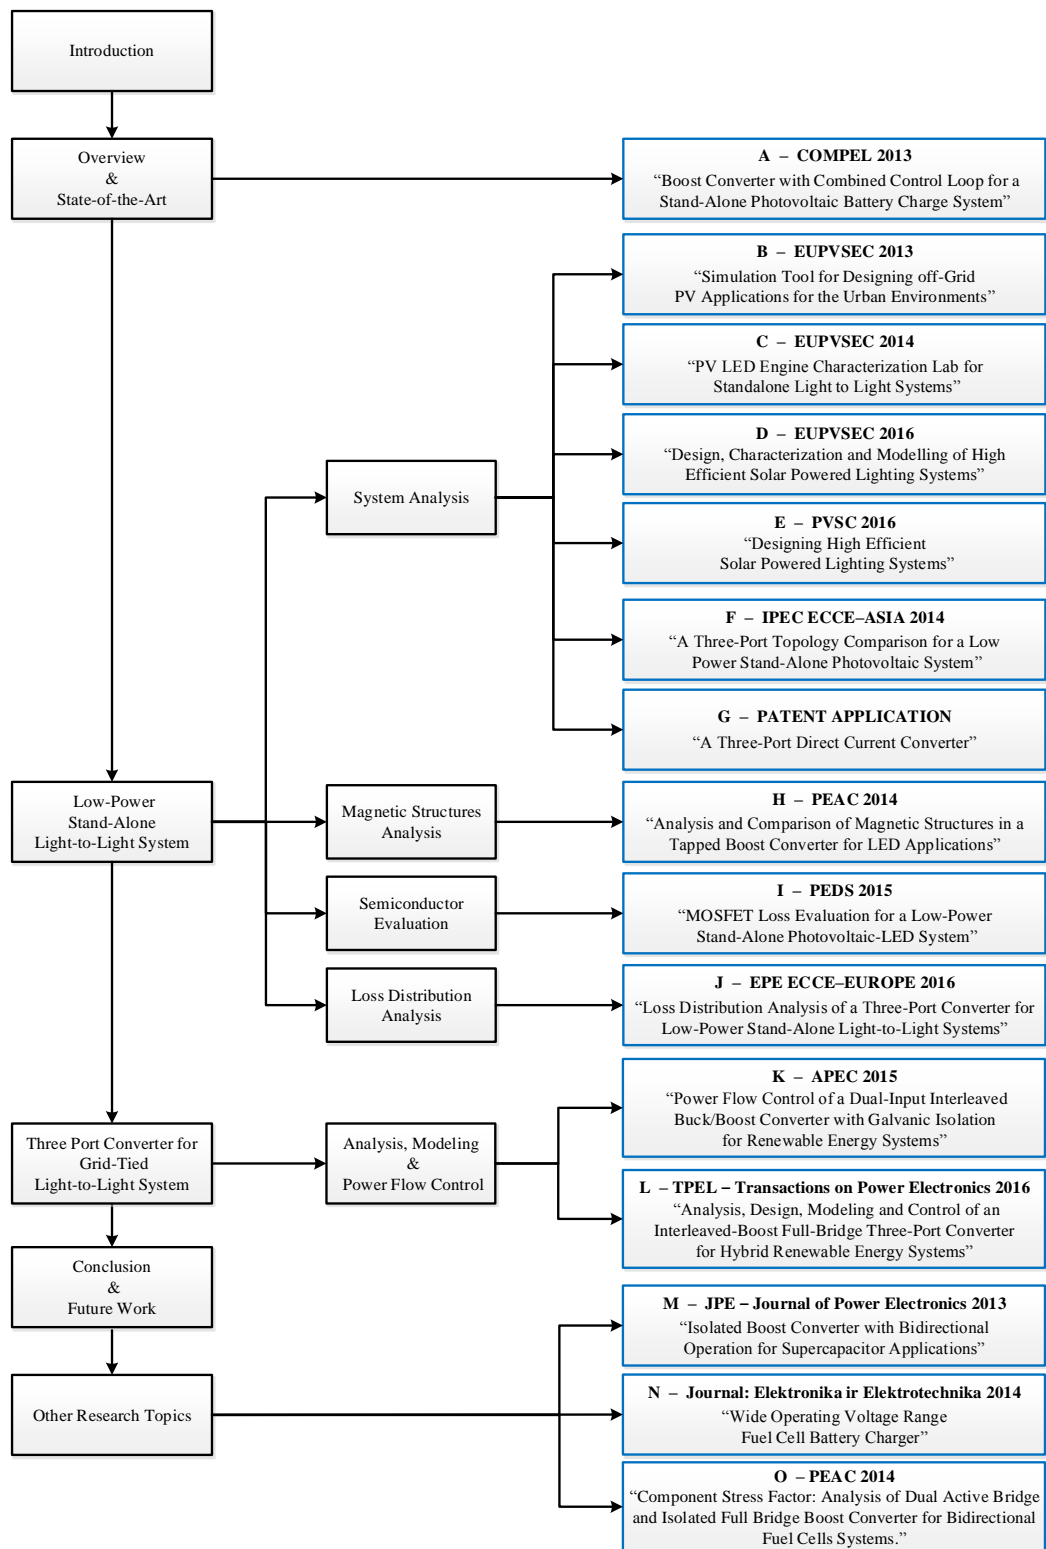 Introduction
Overview
&
State-of-the-Art
A – COMPEL 2013
“Boost Converter with Combined Control Loop for a
Stand-Alone Photovoltaic Battery Charge System”
B – EUPVSEC 2013
“Simulation Tool for Designing off-Grid
PV Applications for the Urban Environments”
C – EUPVSEC 2014
“PV LED Engine Characterization Lab for
Standalone Light to Light Systems”
D – EUPVSEC 2016
“Design, Characterization and Modelling of High
Efficient Solar Powered Lighting Systems”
System Analysis
E – PVSC 2016
“Designing High Efficient
Solar Powered Lighting Systems”
F – IPEC ECCE–ASIA 2014
“A Three-Port Topology Comparison for a Low
Power Stand-Alone Photovoltaic System”
G – PATENT APPLICATION
“A Three-Port Direct Current Converter”
Low-Power
Stand-Alone
Light-to-Light System
Magnetic Structures
Analysis
H – PEAC 2014
“Analysis and Comparison of Magnetic Structures in a
Tapped Boost Converter for LED Applications”
Semiconductor
Evaluation
I – PEDS 2015
“MOSFET Loss Evaluation for a Low-Power
Stand-Alone Photovoltaic-LED System”
Loss Distribution
Analysis
J – EPE ECCE–EUROPE 2016
“Loss Distribution Analysis of a Three-Port Converter for
Low-Power Stand-Alone Light-to-Light Systems”
K – APEC 2015
“Power Flow Control of a Dual-Input Interleaved
Buck/Boost Converter with Galvanic Isolation
for Renewable Energy Systems”
Three Port Converter for
Grid-Tied
Light-to-Light System
Analysis, Modeling
&
Power Flow Control
L – TPEL – Transactions on Power Electronics 2016
“Analysis, Design, Modeling and Control of an
Interleaved-Boost Full-Bridge Three-Port Converter
for Hybrid Renewable Energy Systems”
Conclusion
&
Future Work
M – JPE – Journal of Power Electronics 2013
“Isolated Boost Converter with Bidirectional
Operation for Supercapacitor Applications”
Other Research Topics
N – Journal: Elektronika ir Elektrotechnika 2014
“Wide Operating Voltage Range
Fuel Cell Battery Charger”
O – PEAC 2014
“Component Stress Factor: Analysis of Dual Active Bridge
and Isolated Full Bridge Boost Converter for Bidirectional
Fuel Cells Systems.”